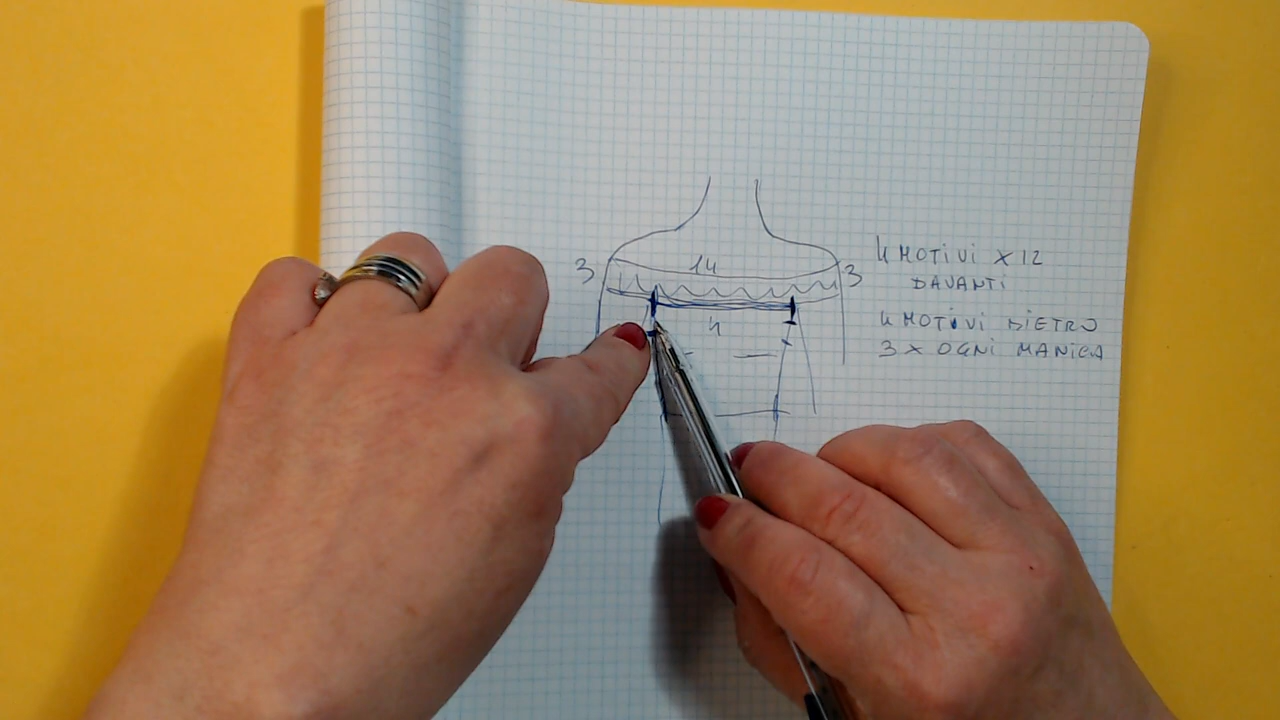 3 14 3
4
4 MOTIVI X 12
DAVANTI
4 MOTIVI DIETRO
3 X OGNI MANICA